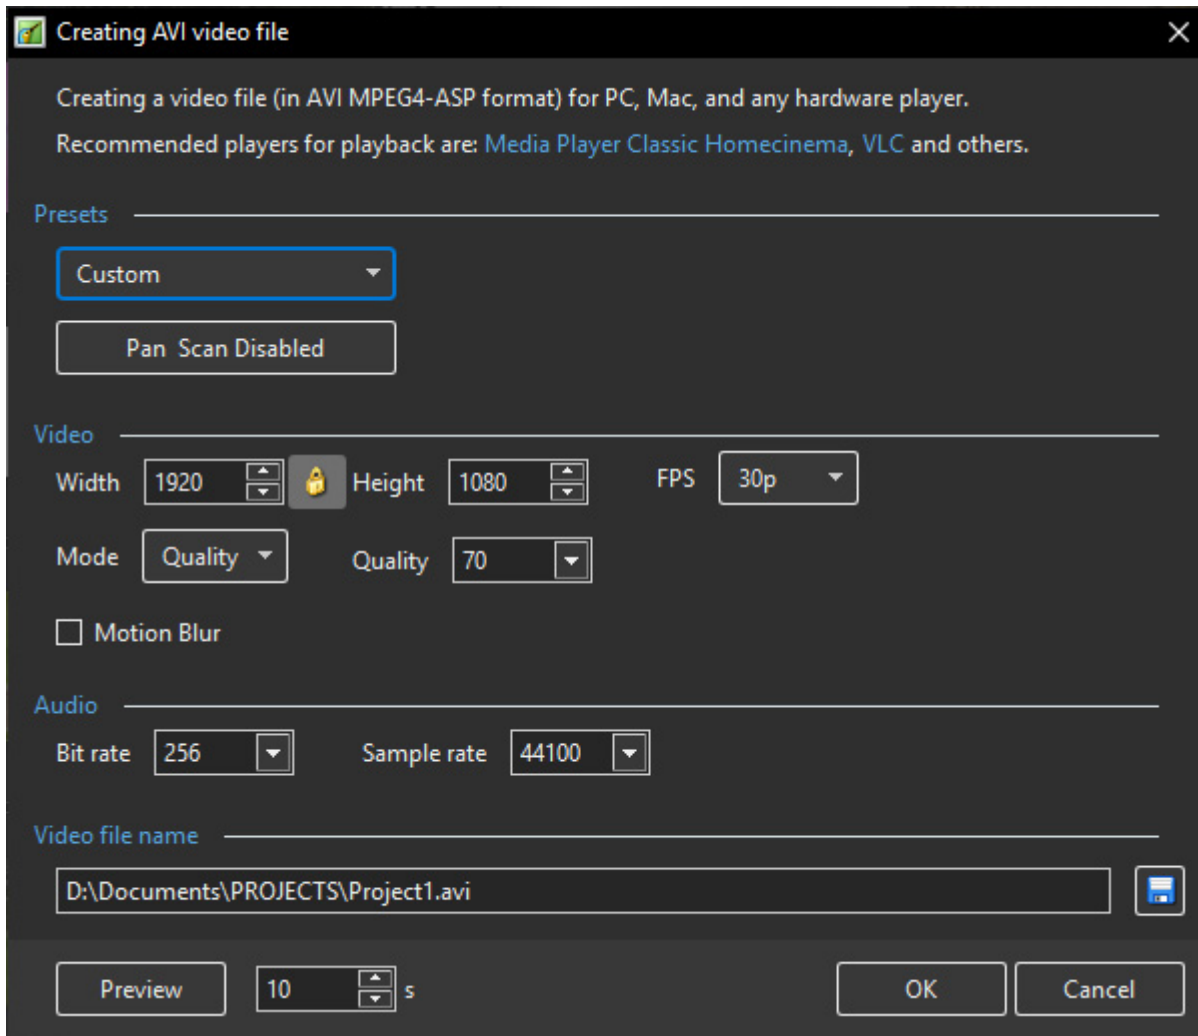 Creating AVI video file
Creating a video file (in AVI MPEG4-ASP format) for PC, Mac, and any hardware player.
Recommended players for playback are: Media Player Classic Homecinema, VLC and others.
Presets
Custom
Pan  Scan Disabled
Video
Width 1920 Height 1080 FPS 30p
Mode Quality Quality 70
Motion Blur
Audio
Bit rate 256 Sample rate 44100
Video file name
D:\Documents\PROJECTS\Project1.avi
Preview 10 s OK Cancel